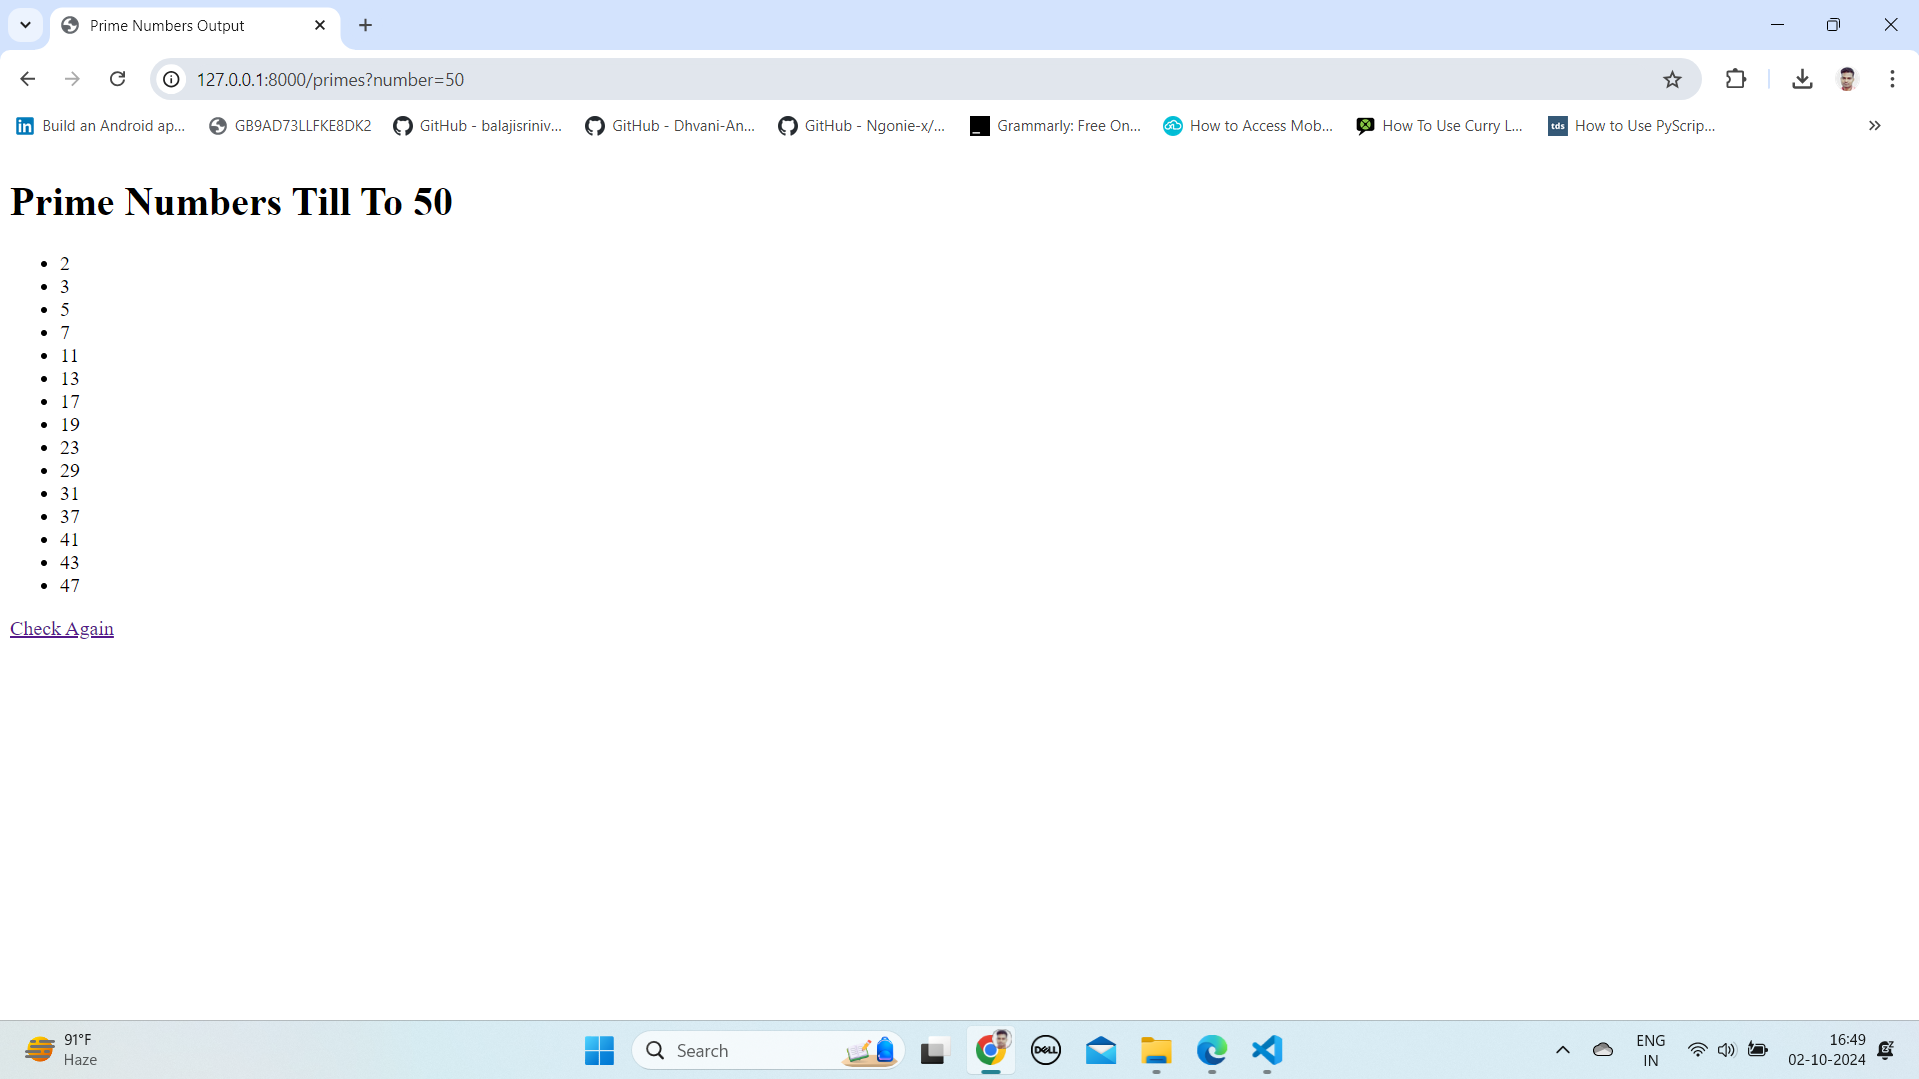 Prime Numbers Output
127.0.0.1:8000/primes?number=50
Build an Android ap... GB9AD73LLFKE8DK2 GitHub - balajisriniv... GitHub - Dhvani-An... GitHub - Ngonie-x/... Grammarly: Free On... How to Access Mob... How To Use Curry L... tds How to Use PyScrip...
Prime Numbers Till To 50
2
3
5
7
11
13
17
19
23
29
31
37
41
43
47
Check Again
91°F
Haze
Search
DELL
ENG
IN
16:49
02-10-2024